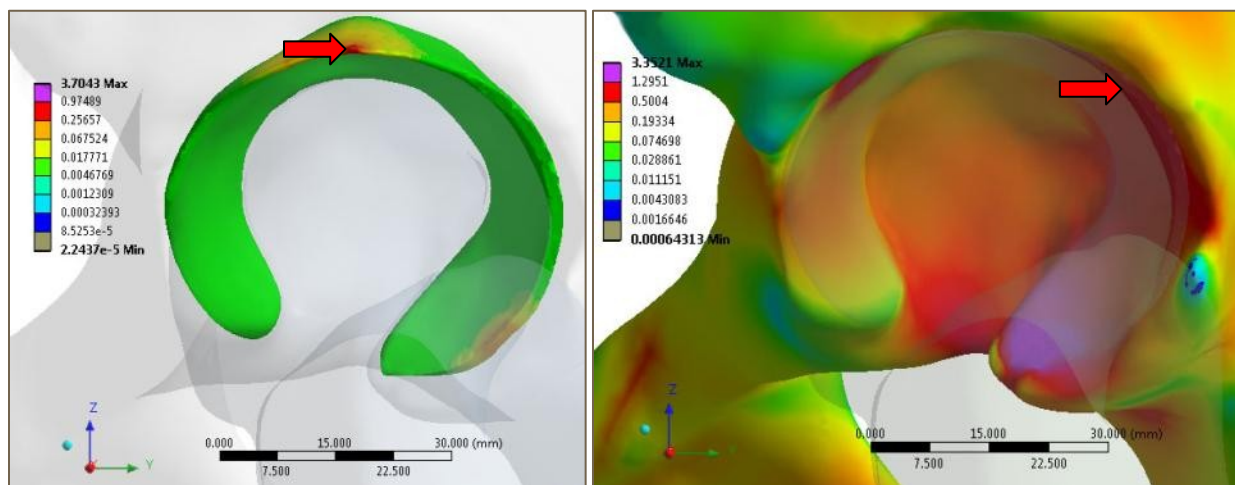 3.7043 Max
0.97489
0.25657
0.067524
0.017771
0.0046769
0.0012309
0.00032393
8.5253e-5
2.2437e-5 Min
Z
Y
0.000
15.000
30.000 (mm)
7.500
22.500
3.3521 Max
1.2951
0.5004
0.19334
0.074698
0.028861
0.011151
0.0043083
0.0016646
0.00064313 Min
Z
Y
0.000
15.000
30.000 (mm)
7.500
22.500